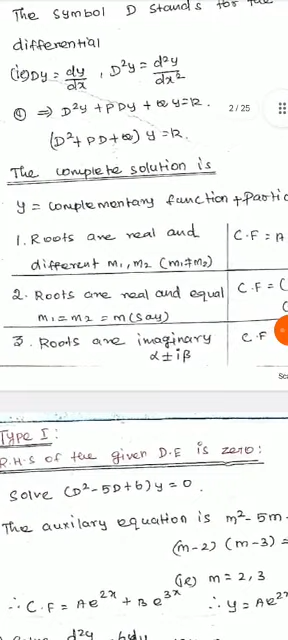 The symbol D stands for the
differential
(ie) Dy = dy/dx , D²y = d²y/dx²
④ ⇒ D²y + PDy + Qy = R. 2/25
(D² + PD + Q) y = R.
The complete solution is
y = complementary function +
1. Roots are real and C.F = A
different m₁, m₂ (m₁≠m₂)
2. Roots are real and equal C.F = (
m₁ = m₂ = m (say)
3. Roots are imaginary C.F
α ± iβ
Type I:
R.H.S of the given D.E is zero:
Solve (D² - 5D + 6) y = 0.
The auxilary equation is m² - 5m
(m-2) (m-3) =
(ie) m = 2, 3
∴ C.F = Ae^2x + Be^3x ∴ y = Ae^2x